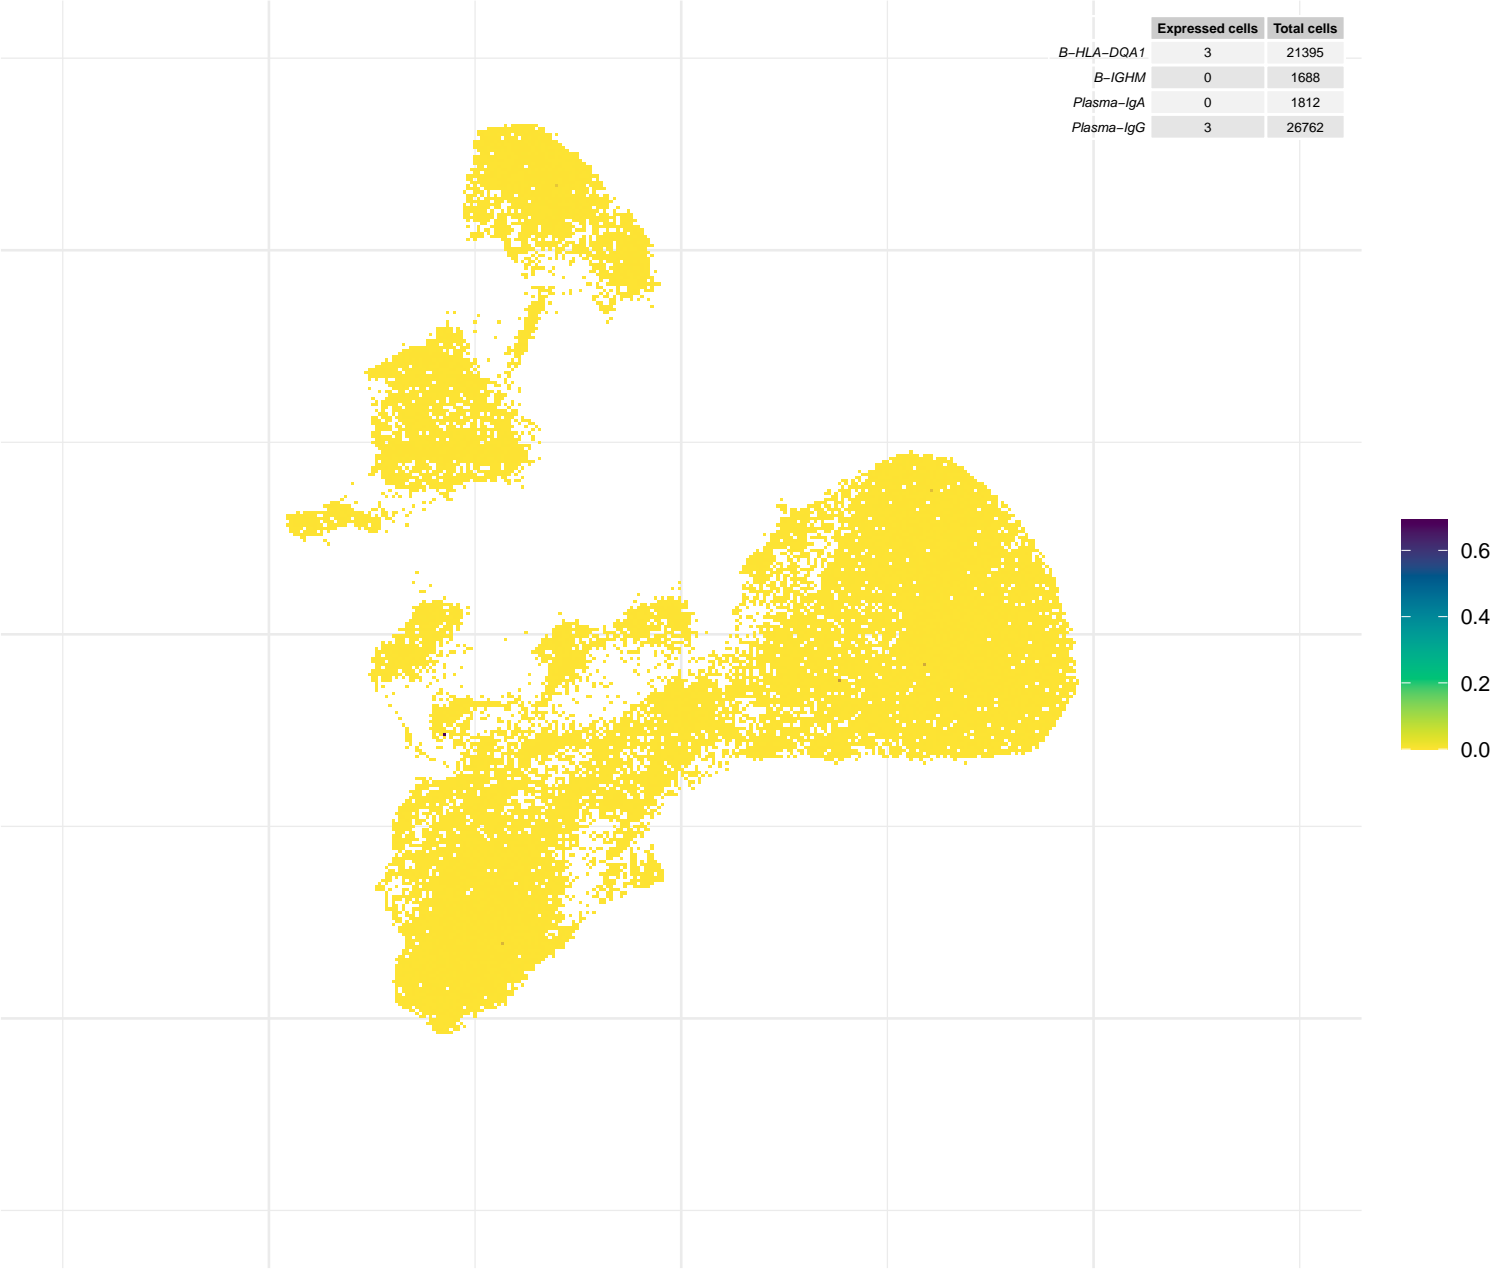 Expressed cells Total cells
B−HLA−DQA1 3 21395
B−IGHM 0 1688
Plasma−IgA 0 1812
Plasma−IgG 3 26762
0.6
0.4
0.2
0.0